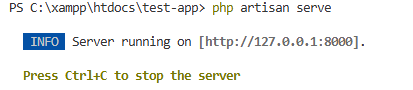 PS C:\xampp\htdocs\test-app> php artisan serve
INFO Server running on [http://127.0.0.1:8000].
Press Ctrl+C to stop the server